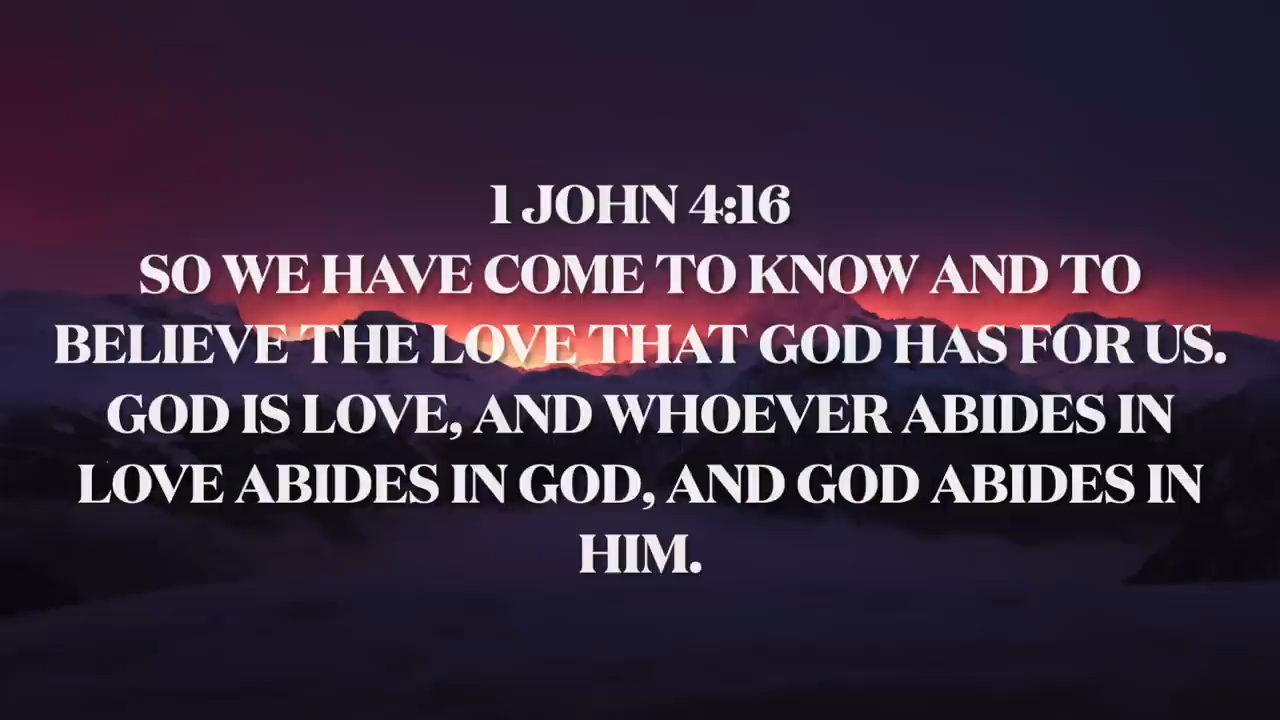 1 JOHN 4:16
SO WE HAVE COME TO KNOW AND TO
BELIEVE THE LOVE THAT GOD HAS FOR US.
GOD IS LOVE, AND WHOEVER ABIDES IN
LOVE ABIDES IN GOD, AND GOD ABIDES IN
HIM.